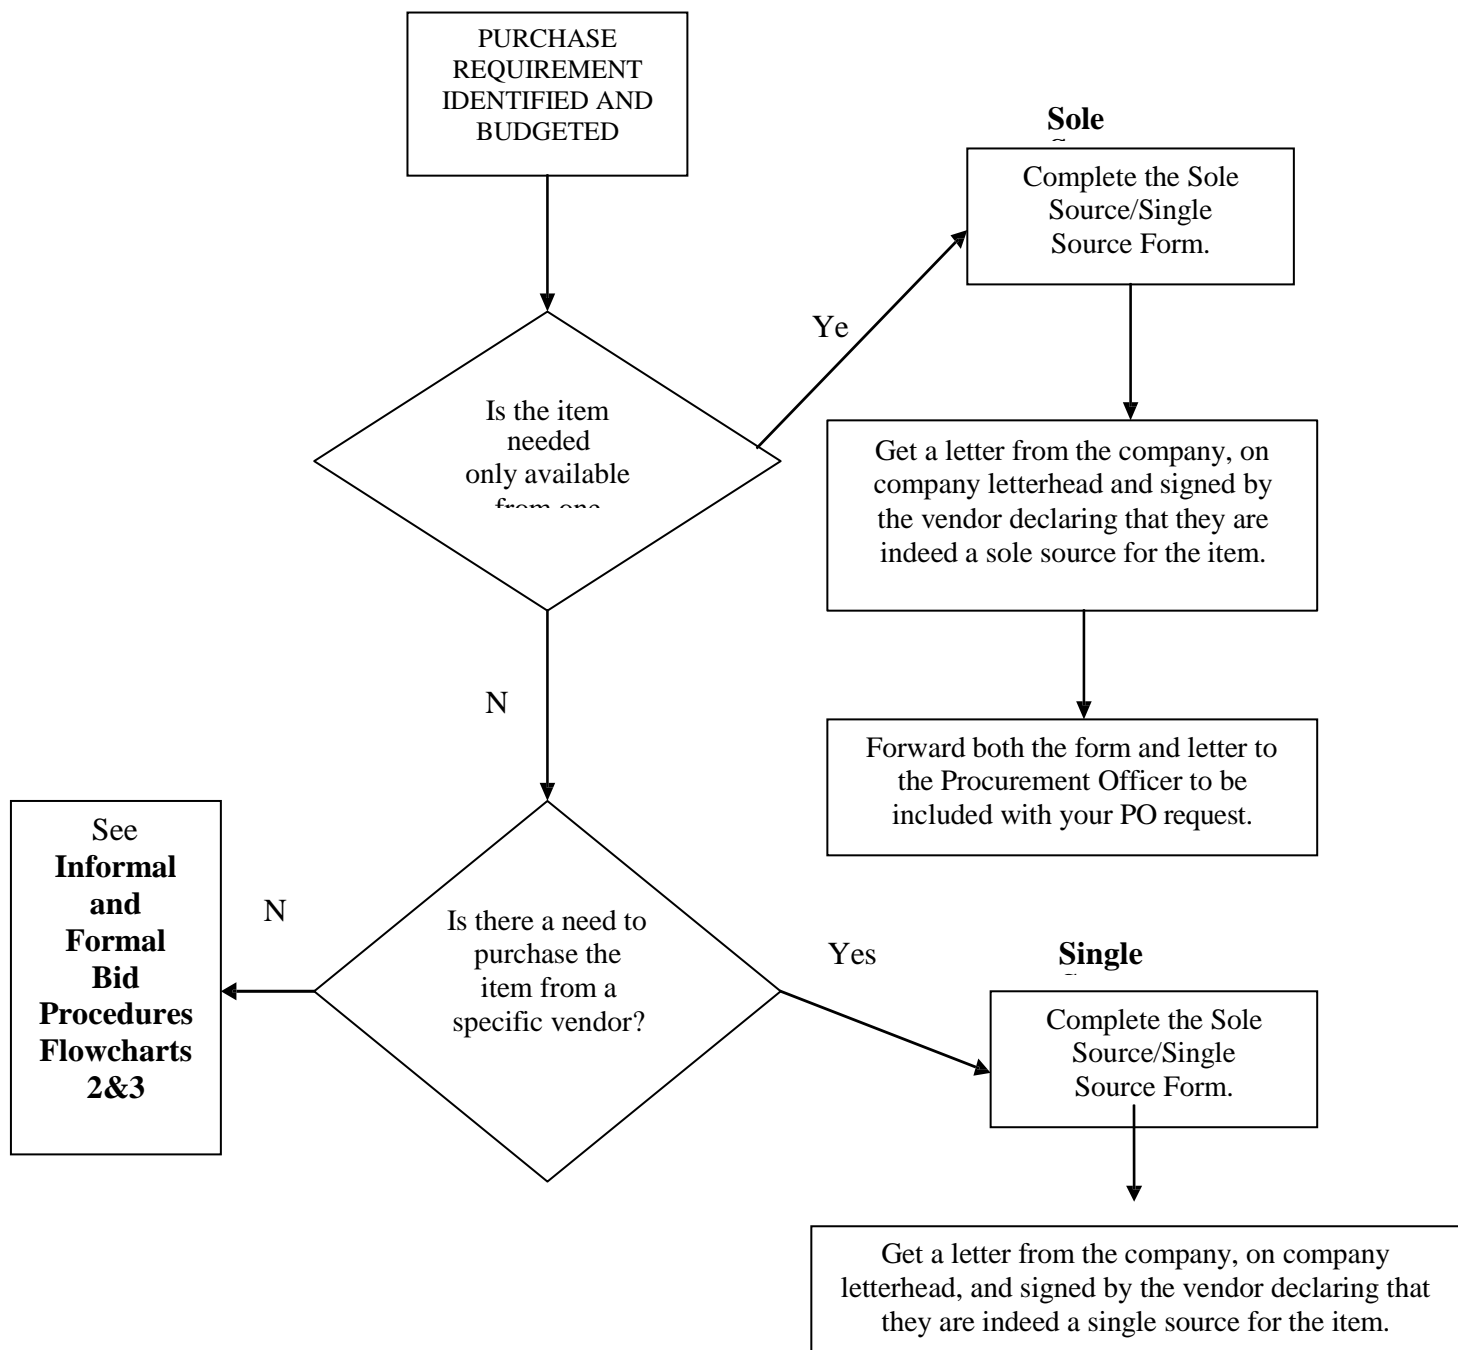 PURCHASE
REQUIREMENT
IDENTIFIED AND
BUDGETED
Sole
Complete the Sole
Source/Single
Source Form.
Ye
Is the item
needed
only available
from one
Get a letter from the company, on
company letterhead and signed by
the vendor declaring that they are
indeed a sole source for the item.
N
Forward both the form and letter to
the Procurement Officer to be
included with your PO request.
See
Informal
and
Formal
Bid
Procedures
Flowcharts
2&3
N
Is there a need to
purchase the
item from a
specific vendor?
Yes
Single
Complete the Sole
Source/Single
Source Form.
Get a letter from the company, on company
letterhead, and signed by the vendor declaring that
they are indeed a single source for the item.